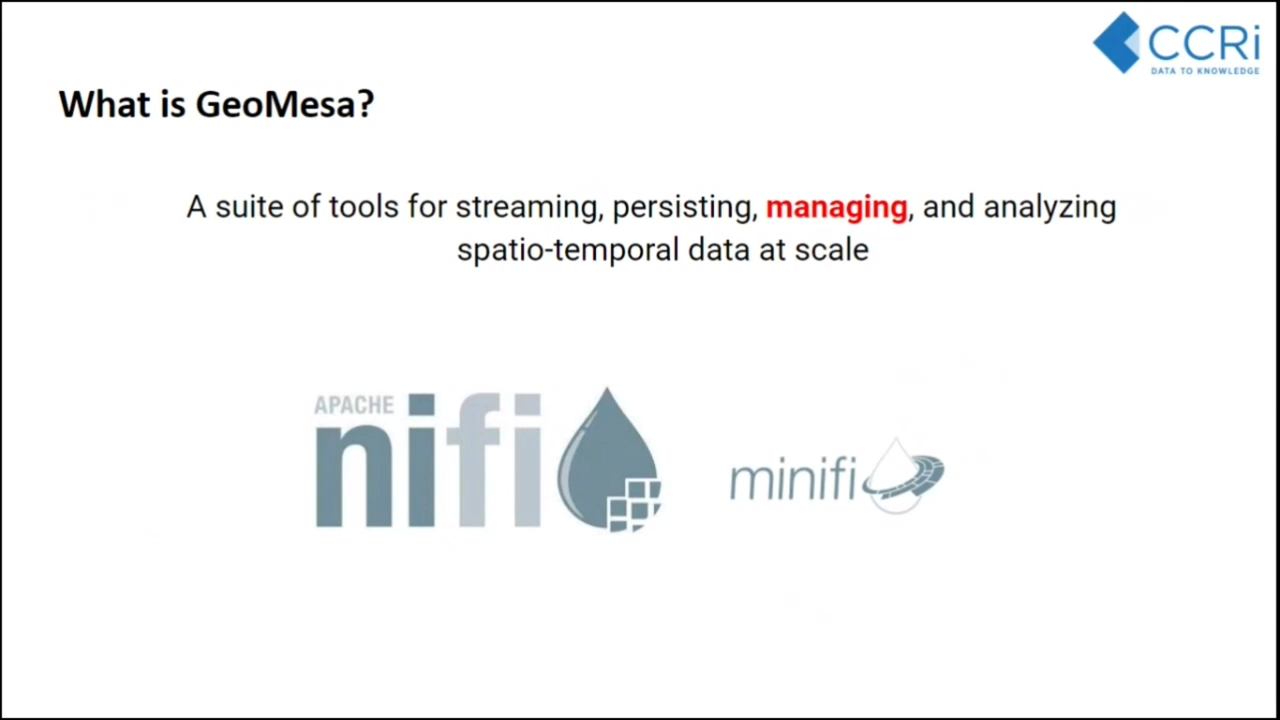 CCRi
DATA TO KNOWLEDGE
What is GeoMesa?
A suite of tools for streaming, persisting, managing, and analyzing
spatio-temporal data at scale
APACHE
nifi
minifi